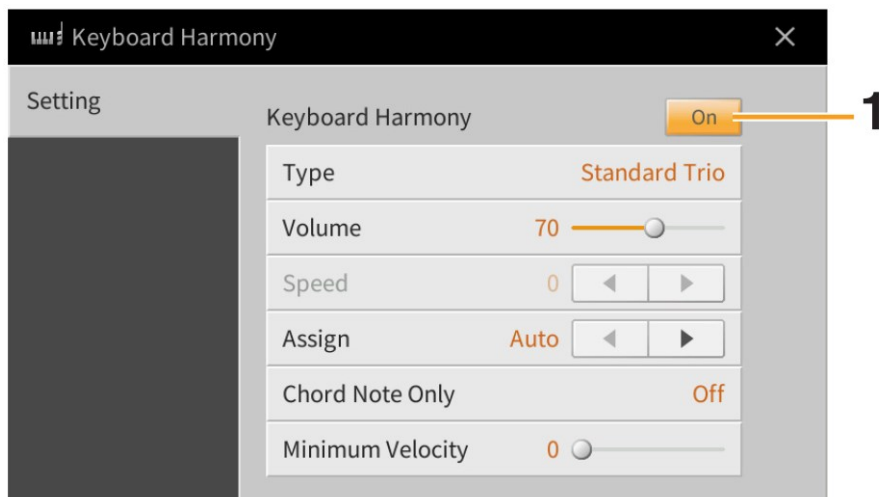 Keyboard Harmony
Setting
Keyboard Harmony On 1
Type Standard Trio
Volume 70
Speed 0
Assign Auto
Chord Note Only Off
Minimum Velocity 0